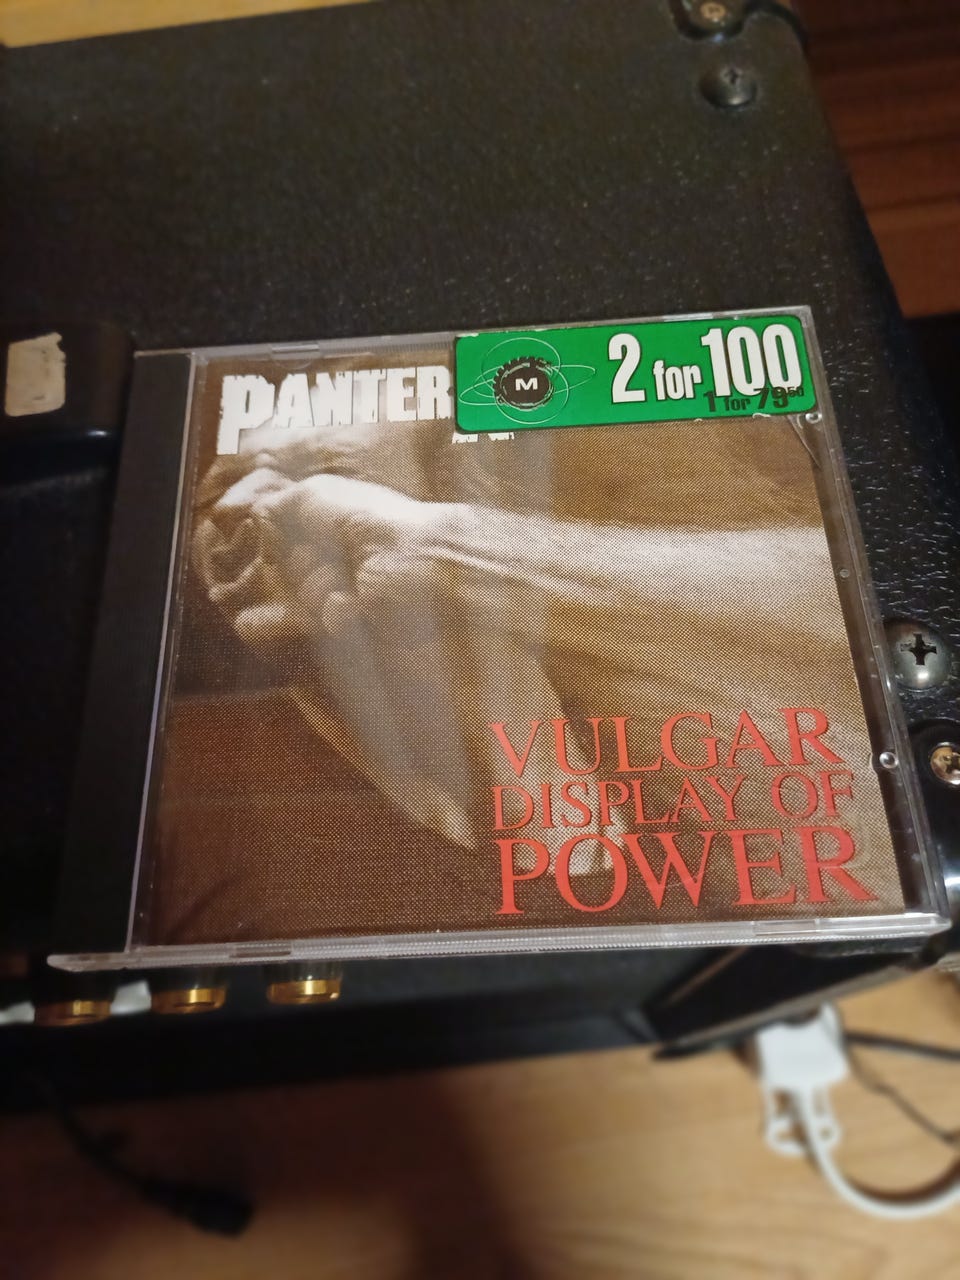 PANTER
M
2 for 100
1 for 79⁵⁰
VULGAR
DISPLAY OF
POWER